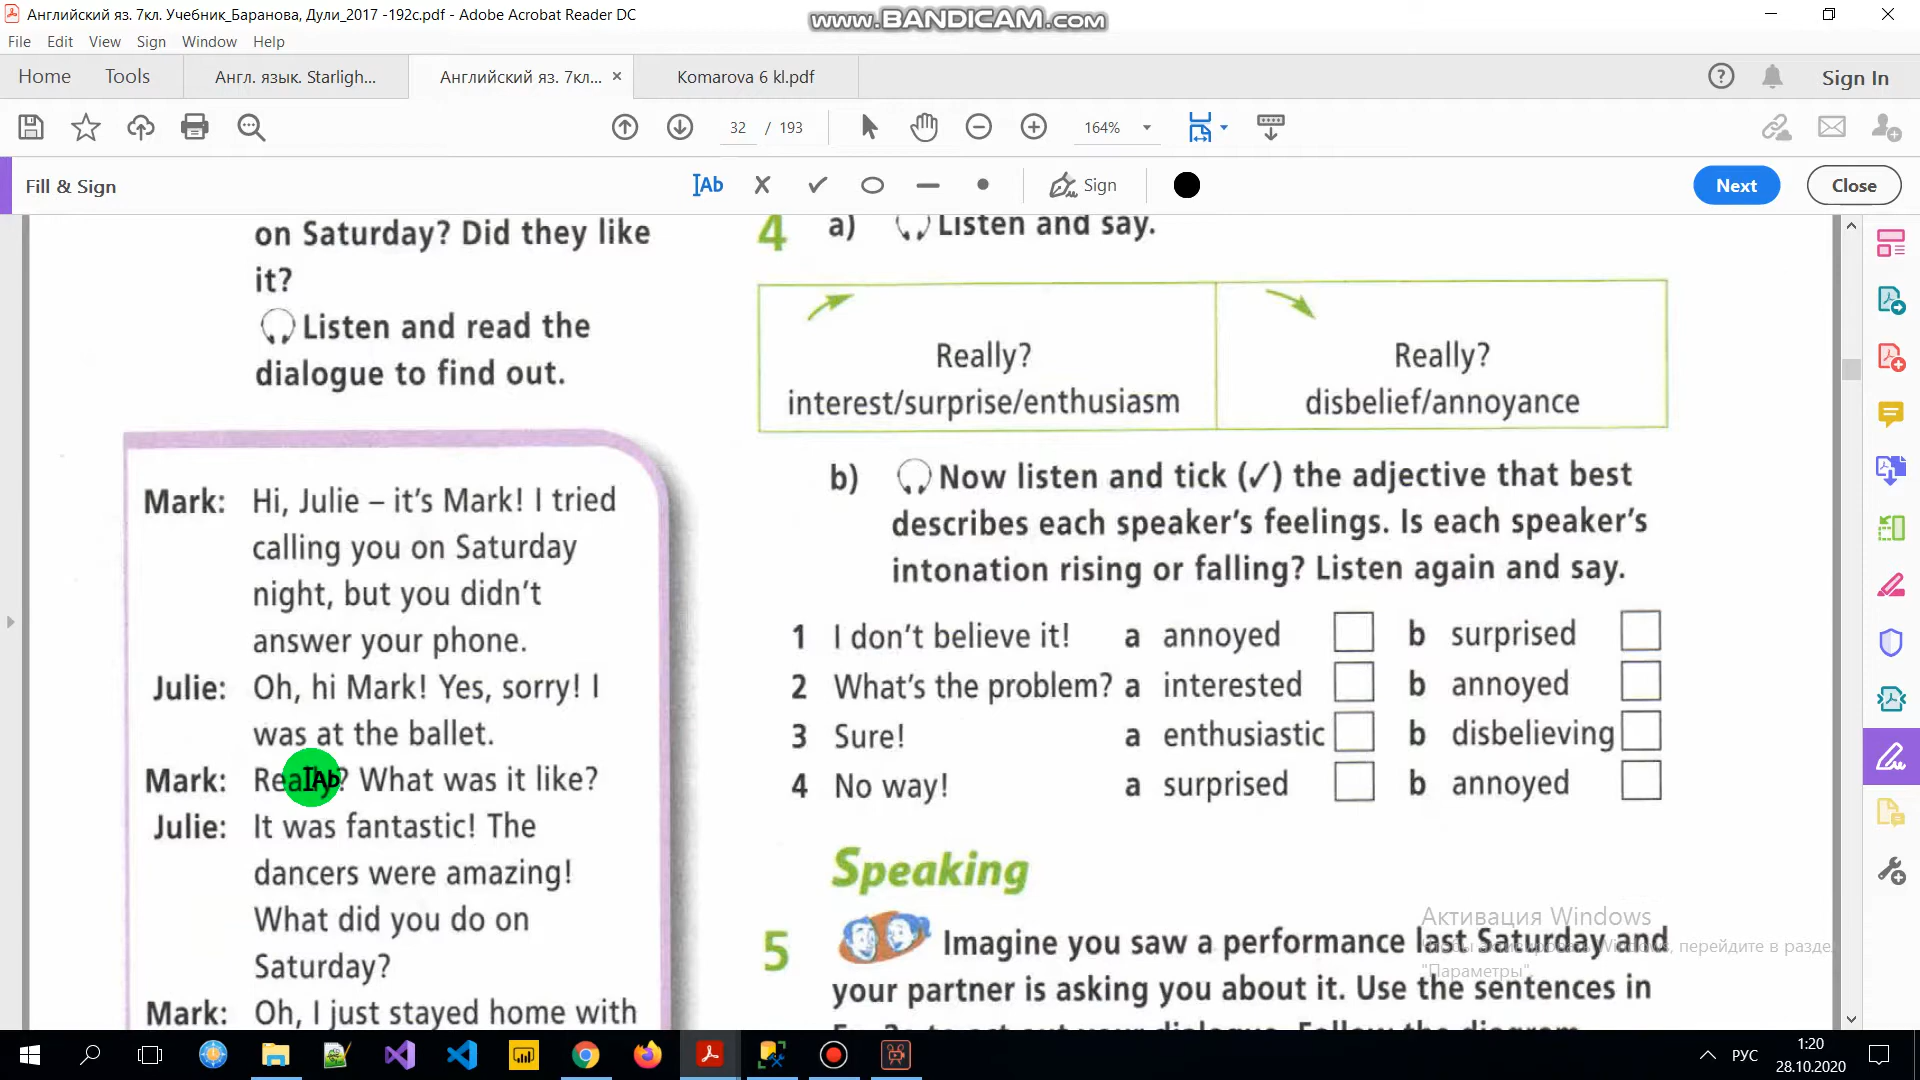 Английский яз. 7кл. Учебник_Баранова, Дули_2017 -192с.pdf - Adobe Acrobat Reader DC
www.BANDICAM.com
File Edit View Sign Window Help
Home Tools Англ. язык. Starligh... Английский яз. 7кл... × Komarova 6 kl.pdf Sign In
32 / 193 164%
Fill & Sign IAb Sign Next Close
on Saturday? Did they like
it?
Listen and read the
dialogue to find out.
Mark: Hi, Julie – it's Mark! I tried
calling you on Saturday
night, but you didn't
answer your phone.
Julie: Oh, hi Mark! Yes, sorry! I
was at the ballet.
Mark: Really? What was it like?
Julie: It was fantastic! The
dancers were amazing!
What did you do on
Saturday?
Mark: Oh, I just stayed home with
4 a) Listen and say.
Really?
interest/surprise/enthusiasm
Really?
disbelief/annoyance
b) Now listen and tick (✓) the adjective that best
describes each speaker's feelings. Is each speaker's
intonation rising or falling? Listen again and say.
1 I don't believe it! a annoyed b surprised
2 What's the problem? a interested b annoyed
3 Sure! a enthusiastic b disbelieving
4 No way! a surprised b annoyed
Speaking
5 Imagine you saw a performance last Saturday and
your partner is asking you about it. Use the sentences in
Активация Windows
Чтобы активировать Windows, перейдите в раздел
"Параметры".
РУС
1:20
28.10.2020